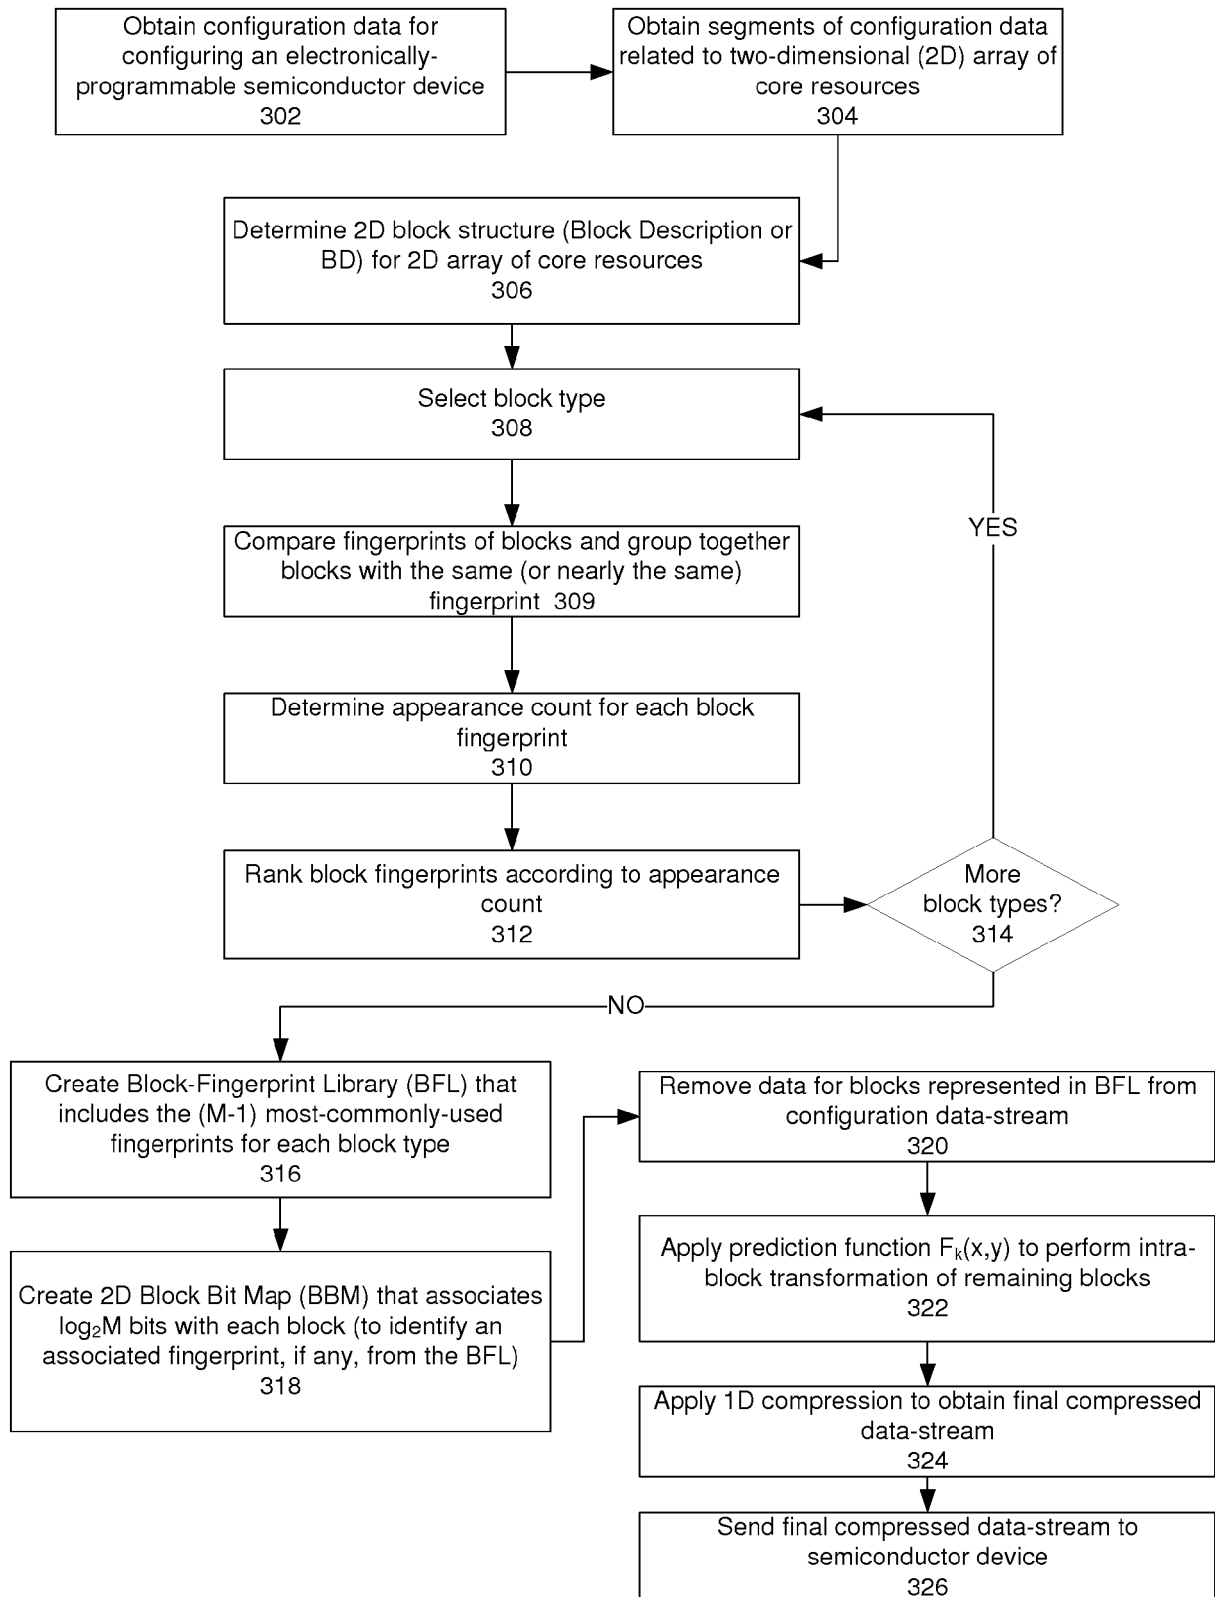 Obtain configuration data for
configuring an electronically-
programmable semiconductor device
302
Obtain segments of configuration data
related to two-dimensional (2D) array of
core resources
304
Determine 2D block structure (Block Description or
BD) for 2D array of core resources
306
Select block type
308
YES
Compare fingerprints of blocks and group together
blocks with the same (or nearly the same)
fingerprint 309
Determine appearance count for each block
fingerprint
310
Rank block fingerprints according to appearance
count
312
More
block types?
314
NO
Create Block-Fingerprint Library (BFL) that
includes the (M-1) most-commonly-used
fingerprints for each block type
316
Create 2D Block Bit Map (BBM) that associates
log₂M bits with each block (to identify an
associated fingerprint, if any, from the BFL)
318
Remove data for blocks represented in BFL from
configuration data-stream
320
Apply prediction function Fₖ(x,y) to perform intra-
block transformation of remaining blocks
322
Apply 1D compression to obtain final compressed
data-stream
324
Send final compressed data-stream to
semiconductor device
326